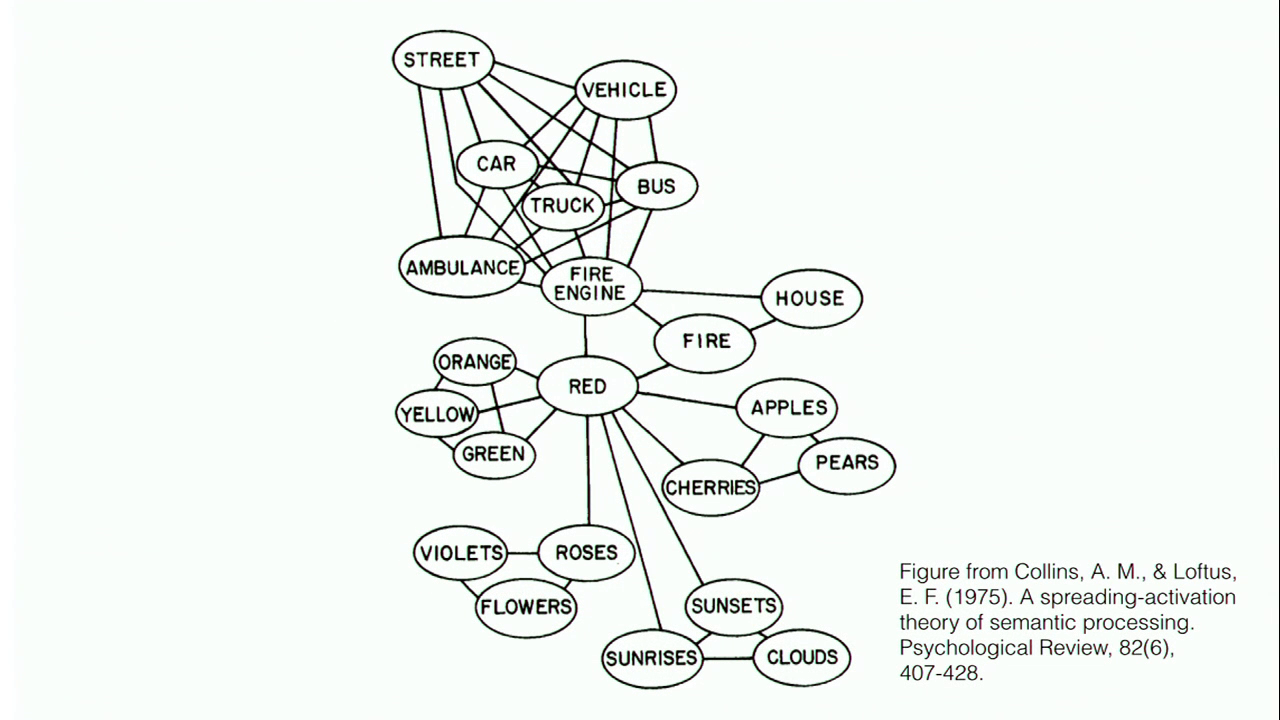 STREET
VEHICLE
CAR
BUS
TRUCK
AMBULANCE
FIRE
ENGINE
HOUSE
FIRE
ORANGE
RED
YELLOW
APPLES
GREEN
PEARS
CHERRIES
VIOLETS
ROSES
FLOWERS
SUNSETS
SUNRISES
CLOUDS
Figure from Collins, A. M., & Loftus,
E. F. (1975). A spreading-activation
theory of semantic processing.
Psychological Review, 82(6),
407-428.